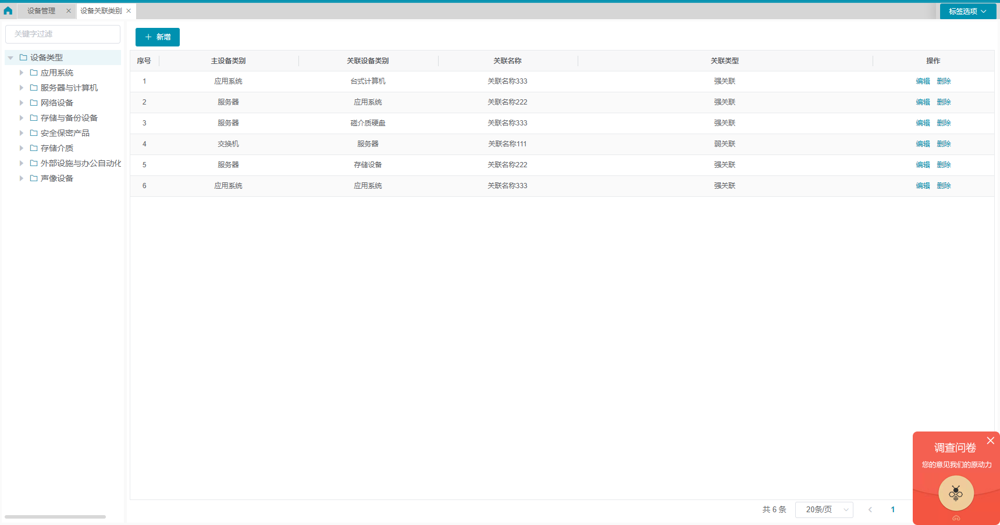 设备管理 设备关联类别 标签选项
关键字过滤
新增
设备类型
应用系统
服务器与计算机
网络设备
存储与备份设备
安全保密产品
存储介质
外部设施与办公自动化
声像设备
序号 主设备类别 关联设备类别 关联名称 关联类型 操作
1 应用系统 台式计算机 关联名称333 强关联 编辑 删除
2 服务器 应用系统 关联名称222 强关联 编辑 删除
3 服务器 磁介质硬盘 关联名称333 强关联 编辑 删除
4 交换机 服务器 关联名称111 弱关联 编辑 删除
5 服务器 存储设备 关联名称222 强关联 编辑 删除
6 应用系统 应用系统 关联名称333 强关联 编辑 删除
调查问卷
您的意见我们的原动力
共 6 条 20条/页 1